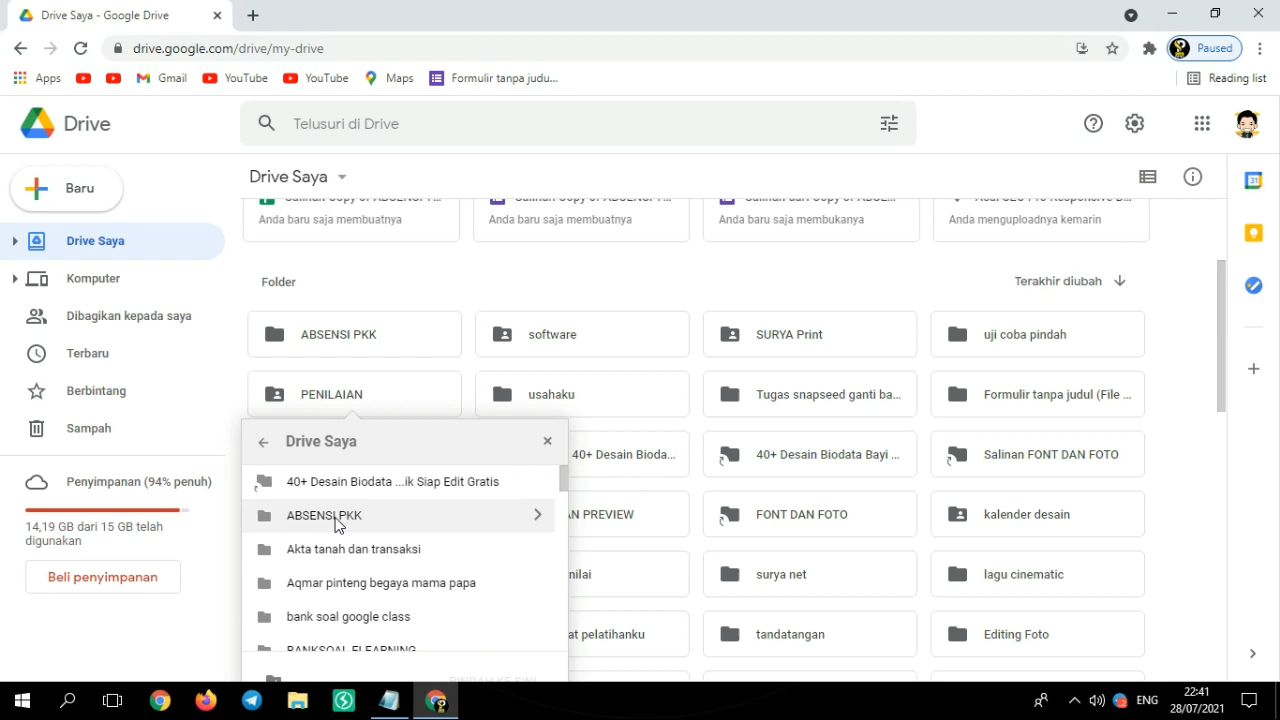 Drive Saya - Google Drive
drive.google.com/drive/my-drive
Paused
Apps
Gmail
YouTube
YouTube
Maps
Formulir tanpa judu...
Reading list
Drive
Telusuri di Drive
Baru
Drive Saya
Anda baru saja membuatnya
Anda baru saja membuatnya
Anda baru saja membukanya
Anda menguploadnya kemarin
Drive Saya
Komputer
Dibagikan kepada saya
Terbaru
Berbintang
Sampah
Penyimpanan (94% penuh)
14,19 GB dari 15 GB telah
digunakan
Beli penyimpanan
Folder
Terakhir diubah
ABSENSI PKK
software
SURYA Print
uji coba pindah
PENILAIAN
usahaku
Tugas snapseed ganti ba...
Formulir tanpa judul (File ...
40+ Desain Bioda...
40+ Desain Biodata Bayi ...
Salinan FONT DAN FOTO
AN PREVIEW
FONT DAN FOTO
kalender desain
nilai
surya net
lagu cinematic
at pelatihanku
tandatangan
Editing Foto
Drive Saya
40+ Desain Biodata ...ik Siap Edit Gratis
ABSENSI PKK
Akta tanah dan transaksi
Aqmar pinteng begaya mama papa
bank soal google class
BANKSOAL ELEARNING
31
ENG
22:41
28/07/2021